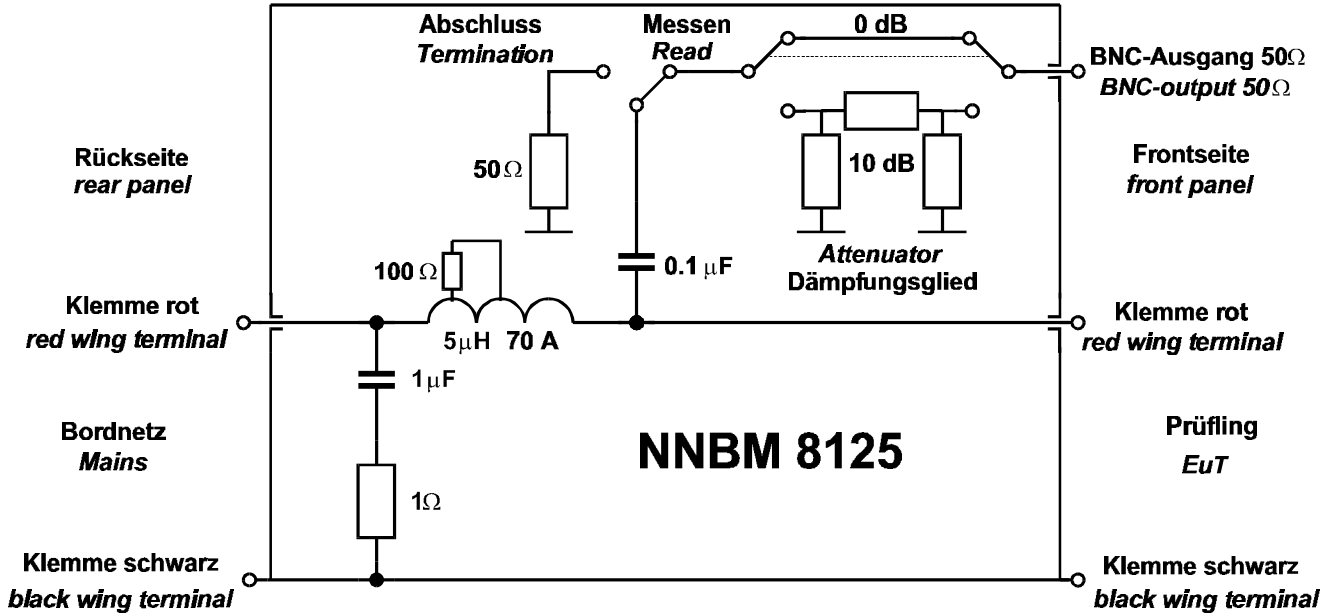 Abschluss
Termination
Messen
Read
0 dB
BNC-Ausgang 50Ω
BNC-output 50Ω
Rückseite
rear panel
50Ω
10 dB
Frontseite
front panel
100 Ω
0.1 μF
Attenuator
Dämpfungsglied
Klemme rot
red wing terminal
5μH 70 A
Klemme rot
red wing terminal
1μF
Bordnetz
Mains
NNBM 8125
Prüfling
EuT
1Ω
Klemme schwarz
black wing terminal
Klemme schwarz
black wing terminal